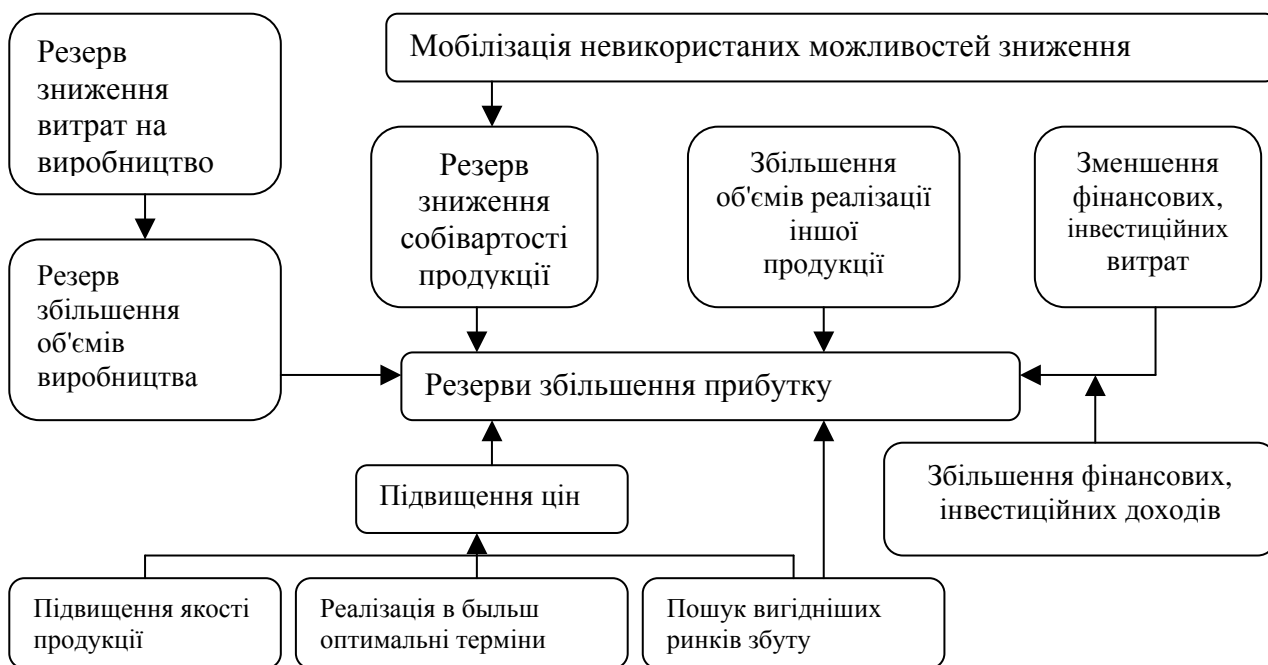 Резерв
зниження
витрат на
виробництво
Мобілізація невикористаних можливостей зниження
Резерв
зниження
собівартості
продукції
Збільшення
об'ємів реалізації
іншої
продукції
Зменшення
фінансових,
інвестиційних
витрат
Резерв
збільшення
об'ємів
виробництва
Резерви збільшення прибутку
Підвищення цін
Збільшення фінансових,
інвестиційних доходів
Підвищення якості
продукції
Реалізація в быльш
оптимальні терміни
Пошук вигідніших
ринків збуту